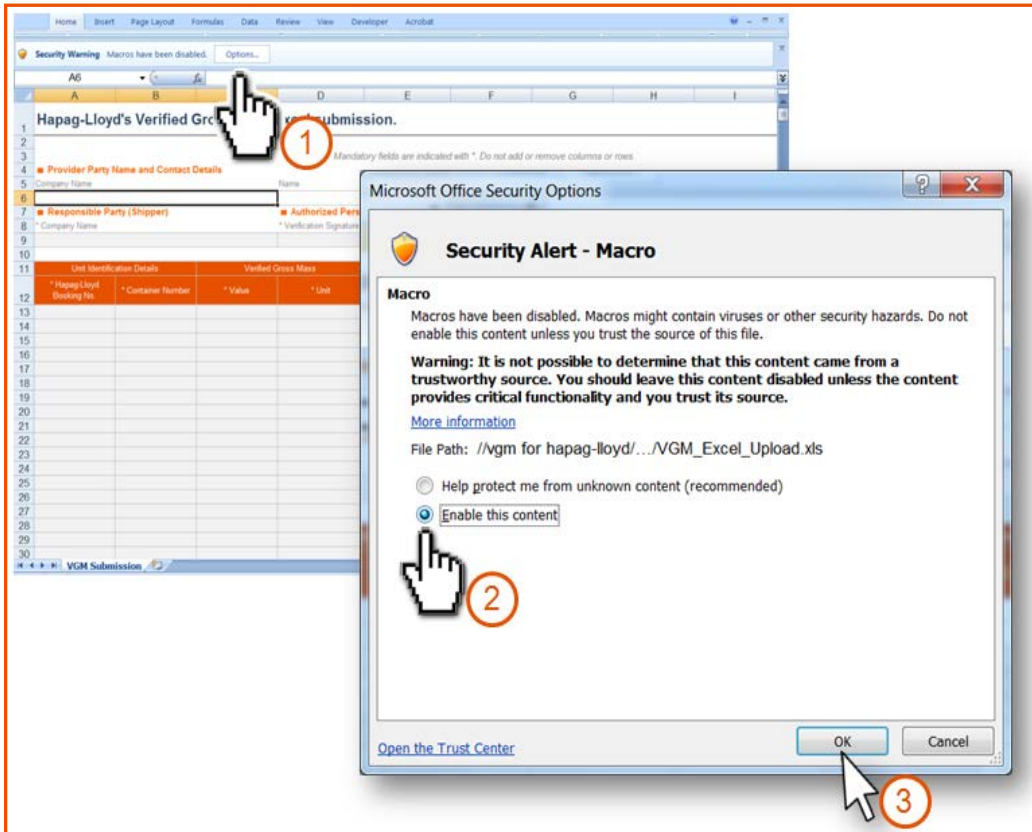 Home Insert Page Layout Formulas Data Review View Developer Acrobat
Security Warning Macros have been disabled. Options...
A6 fx
A B D E F G H I
1 Hapag-Lloyd's Verified Gro submission.
2
3 Mandatory fields are indicated with *. Do not add or remove columns or rows
4 Provider Party Name and Contact Details
5 Company Name Name
6
7 Responsible Party (Shipper) Authorized Pers
8 * Company Name * Verification Signature
9
10
11 Unit Identification Details Verified Gross Mass
12 * Hapag-Lloyd Booking No. * Container Number * Value * Unit
13
14
15
16
17
18
19
20
21
22
23
24
25
26
27
28
29
30
VGM Submission
1
Microsoft Office Security Options
Security Alert - Macro
Macro
Macros have been disabled. Macros might contain viruses or other security hazards. Do not
enable this content unless you trust the source of this file.
Warning: It is not possible to determine that this content came from a
trustworthy source. You should leave this content disabled unless the content
provides critical functionality and you trust its source.
More information
File Path: //vgm for hapag-lloyd/.../VGM_Excel_Upload.xls
Help protect me from unknown content (recommended)
Enable this content
2
Open the Trust Center
OK Cancel
3